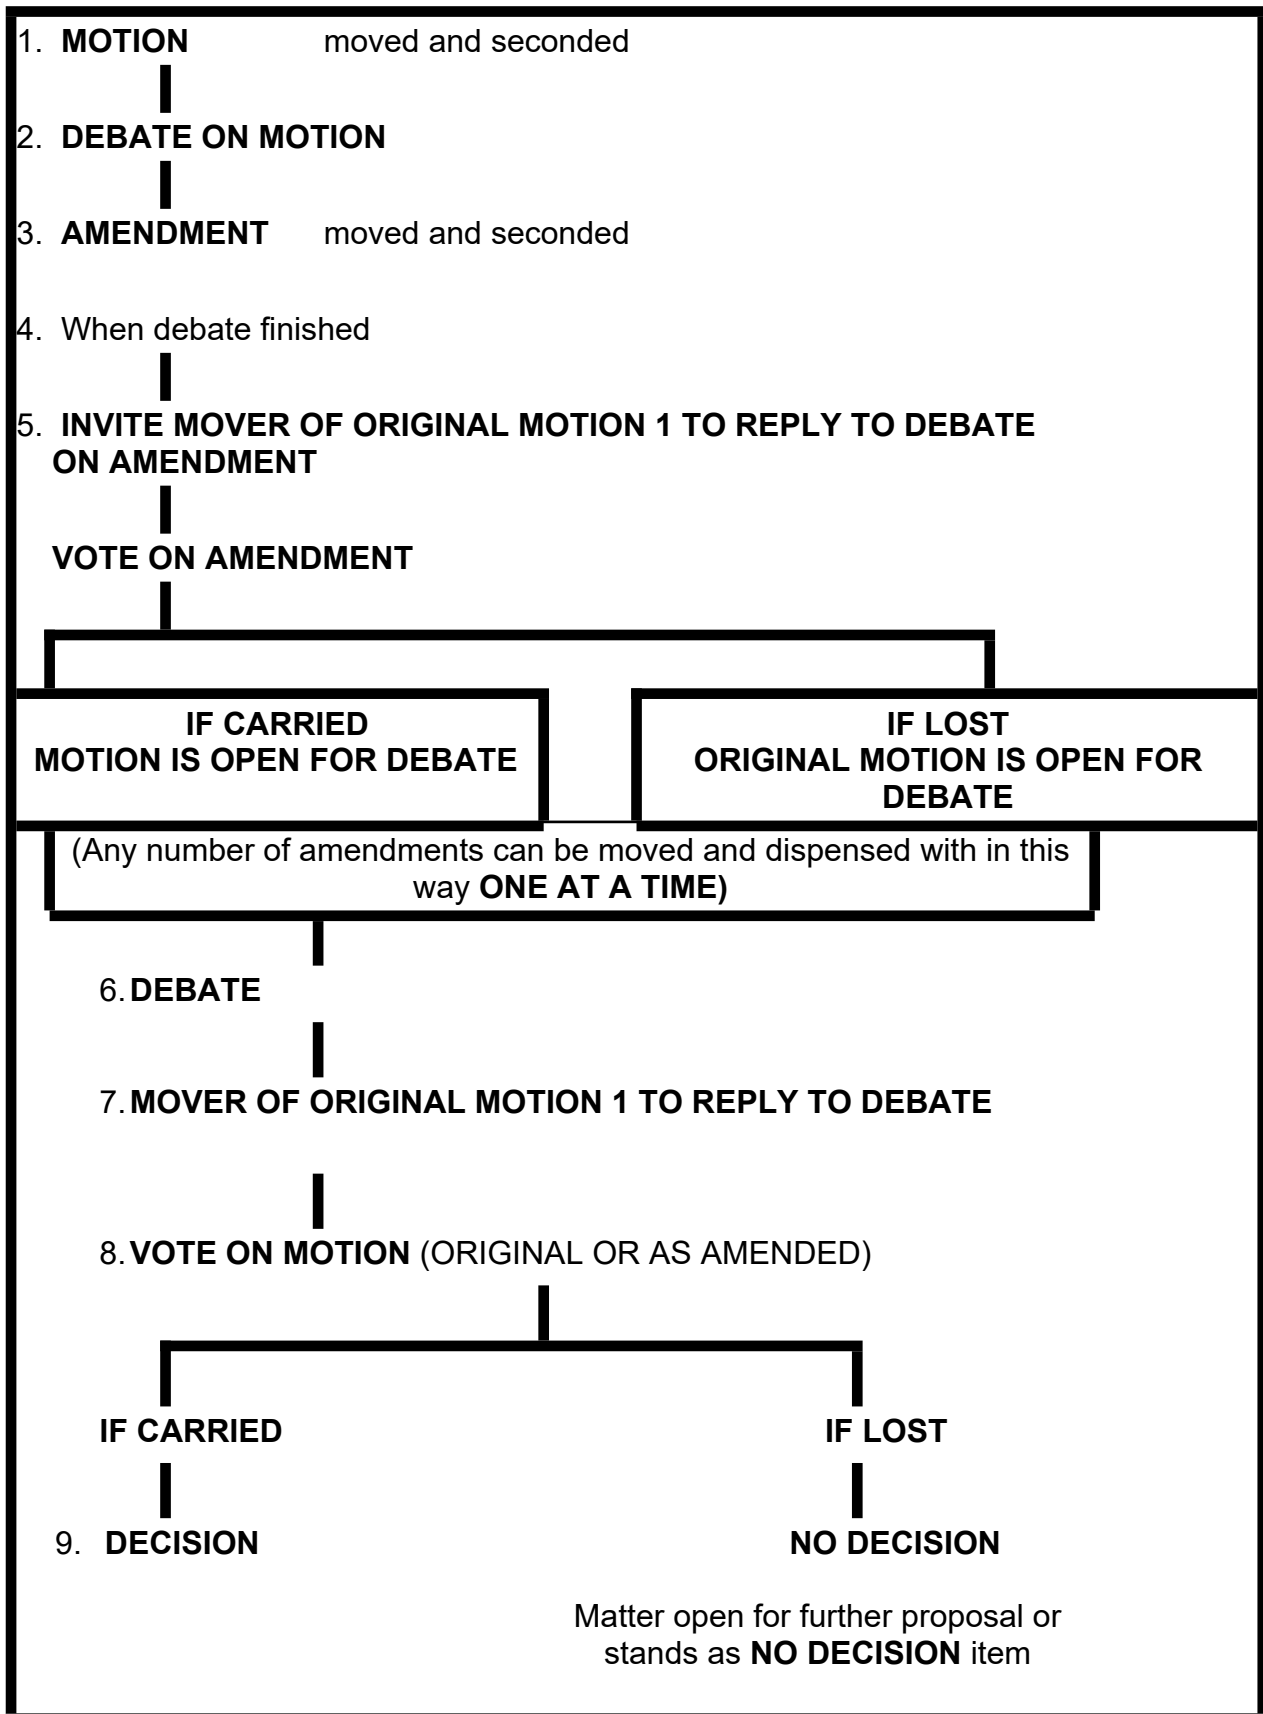 1. MOTION moved and seconded
2. DEBATE ON MOTION
3. AMENDMENT moved and seconded
4. When debate finished
5. INVITE MOVER OF ORIGINAL MOTION 1 TO REPLY TO DEBATE
ON AMENDMENT
VOTE ON AMENDMENT
IF CARRIED
MOTION IS OPEN FOR DEBATE
IF LOST
ORIGINAL MOTION IS OPEN FOR
DEBATE
(Any number of amendments can be moved and dispensed with in this
way ONE AT A TIME)
6. DEBATE
7. MOVER OF ORIGINAL MOTION 1 TO REPLY TO DEBATE
8. VOTE ON MOTION (ORIGINAL OR AS AMENDED)
IF CARRIED
IF LOST
9. DECISION
NO DECISION
Matter open for further proposal or
stands as NO DECISION item